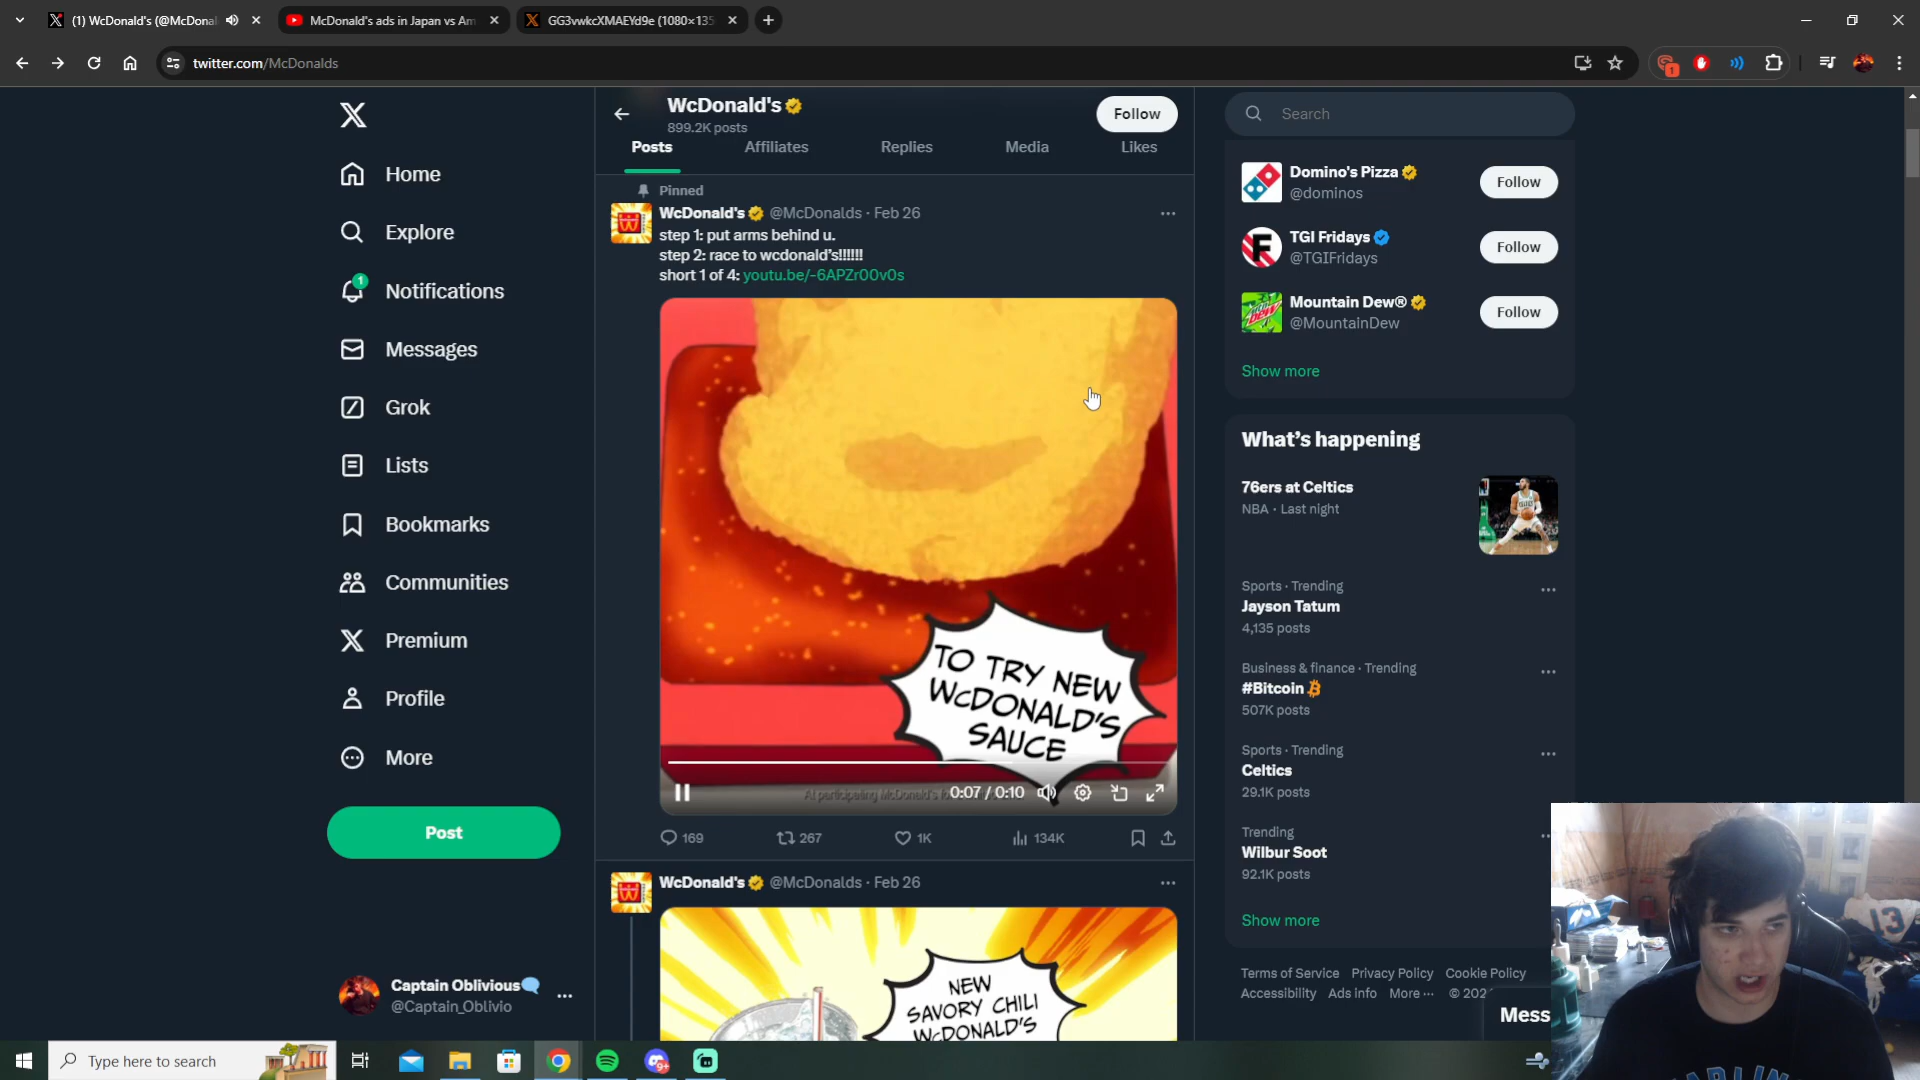 (1) WcDonald's (@McDonal
McDonald's ads in Japan vs Am
GG3vwkcXMAEYd9e (1080×135
twitter.com/McDonalds
WcDonald's
899.2K posts
Follow
Posts
Affiliates
Replies
Media
Likes
Home
Explore
1
Notifications
Messages
Grok
Lists
Bookmarks
Communities
Premium
Profile
More
Post
Captain Oblivious
@Captain_Oblivio
Pinned
WcDonald's @McDonalds · Feb 26
step 1: put arms behind u.
step 2: race to wcdonald's!!!!!!
short 1 of 4: youtu.be/-6APZr00v0s
TO TRY NEW
WcDONALD'S
SAUCE
0:07 / 0:10
169
267
1K
134K
WcDonald's @McDonalds · Feb 26
NEW
SAVORY CHILI
WcDONALD'S
Search
Domino's Pizza
@dominos
Follow
TGI Fridays
@TGIFridays
Follow
Mountain Dew®
@MountainDew
Follow
Show more
What's happening
76ers at Celtics
NBA · Last night
Sports · Trending
Jayson Tatum
4,135 posts
Business & finance · Trending
#Bitcoin
507K posts
Sports · Trending
Celtics
29.1K posts
Trending
Wilbur Soot
92.1K posts
Show more
Terms of Service Privacy Policy Cookie Policy
Accessibility Ads info More ···
Mess
13
Type here to search
9+